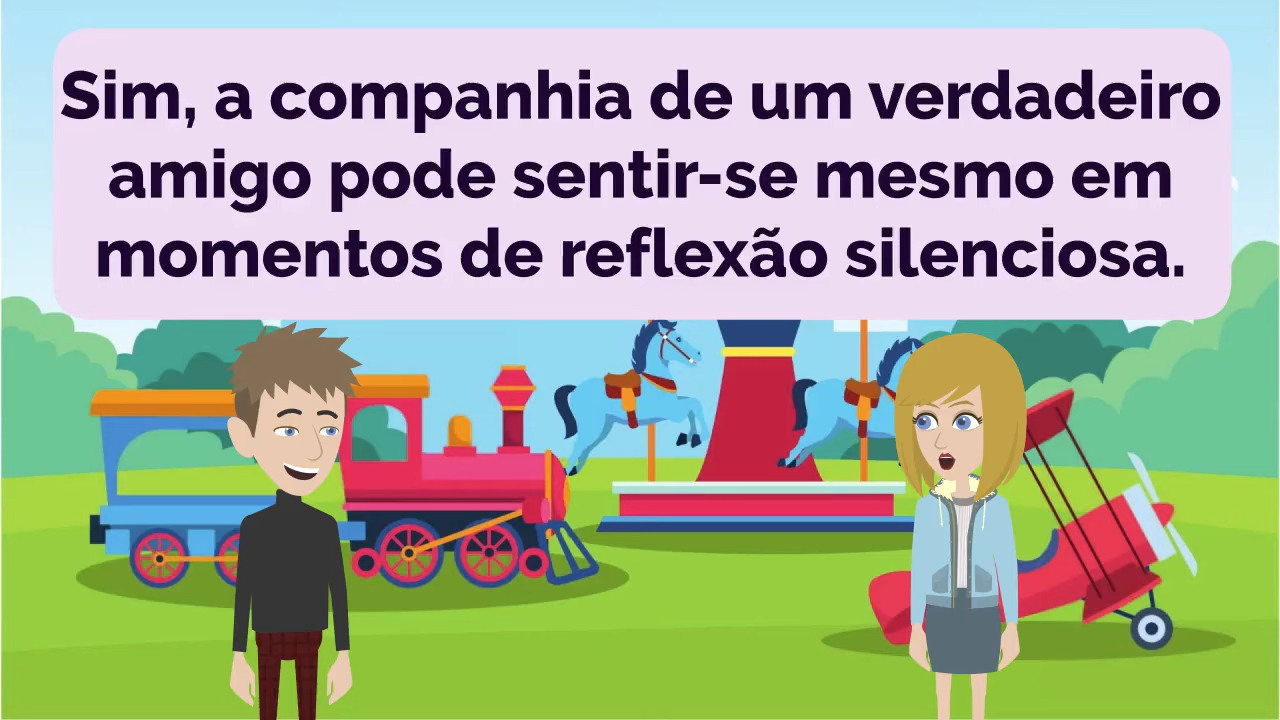 Sim, a companhia de um verdadeiro
amigo pode sentir-se mesmo em
momentos de reflexão silenciosa.